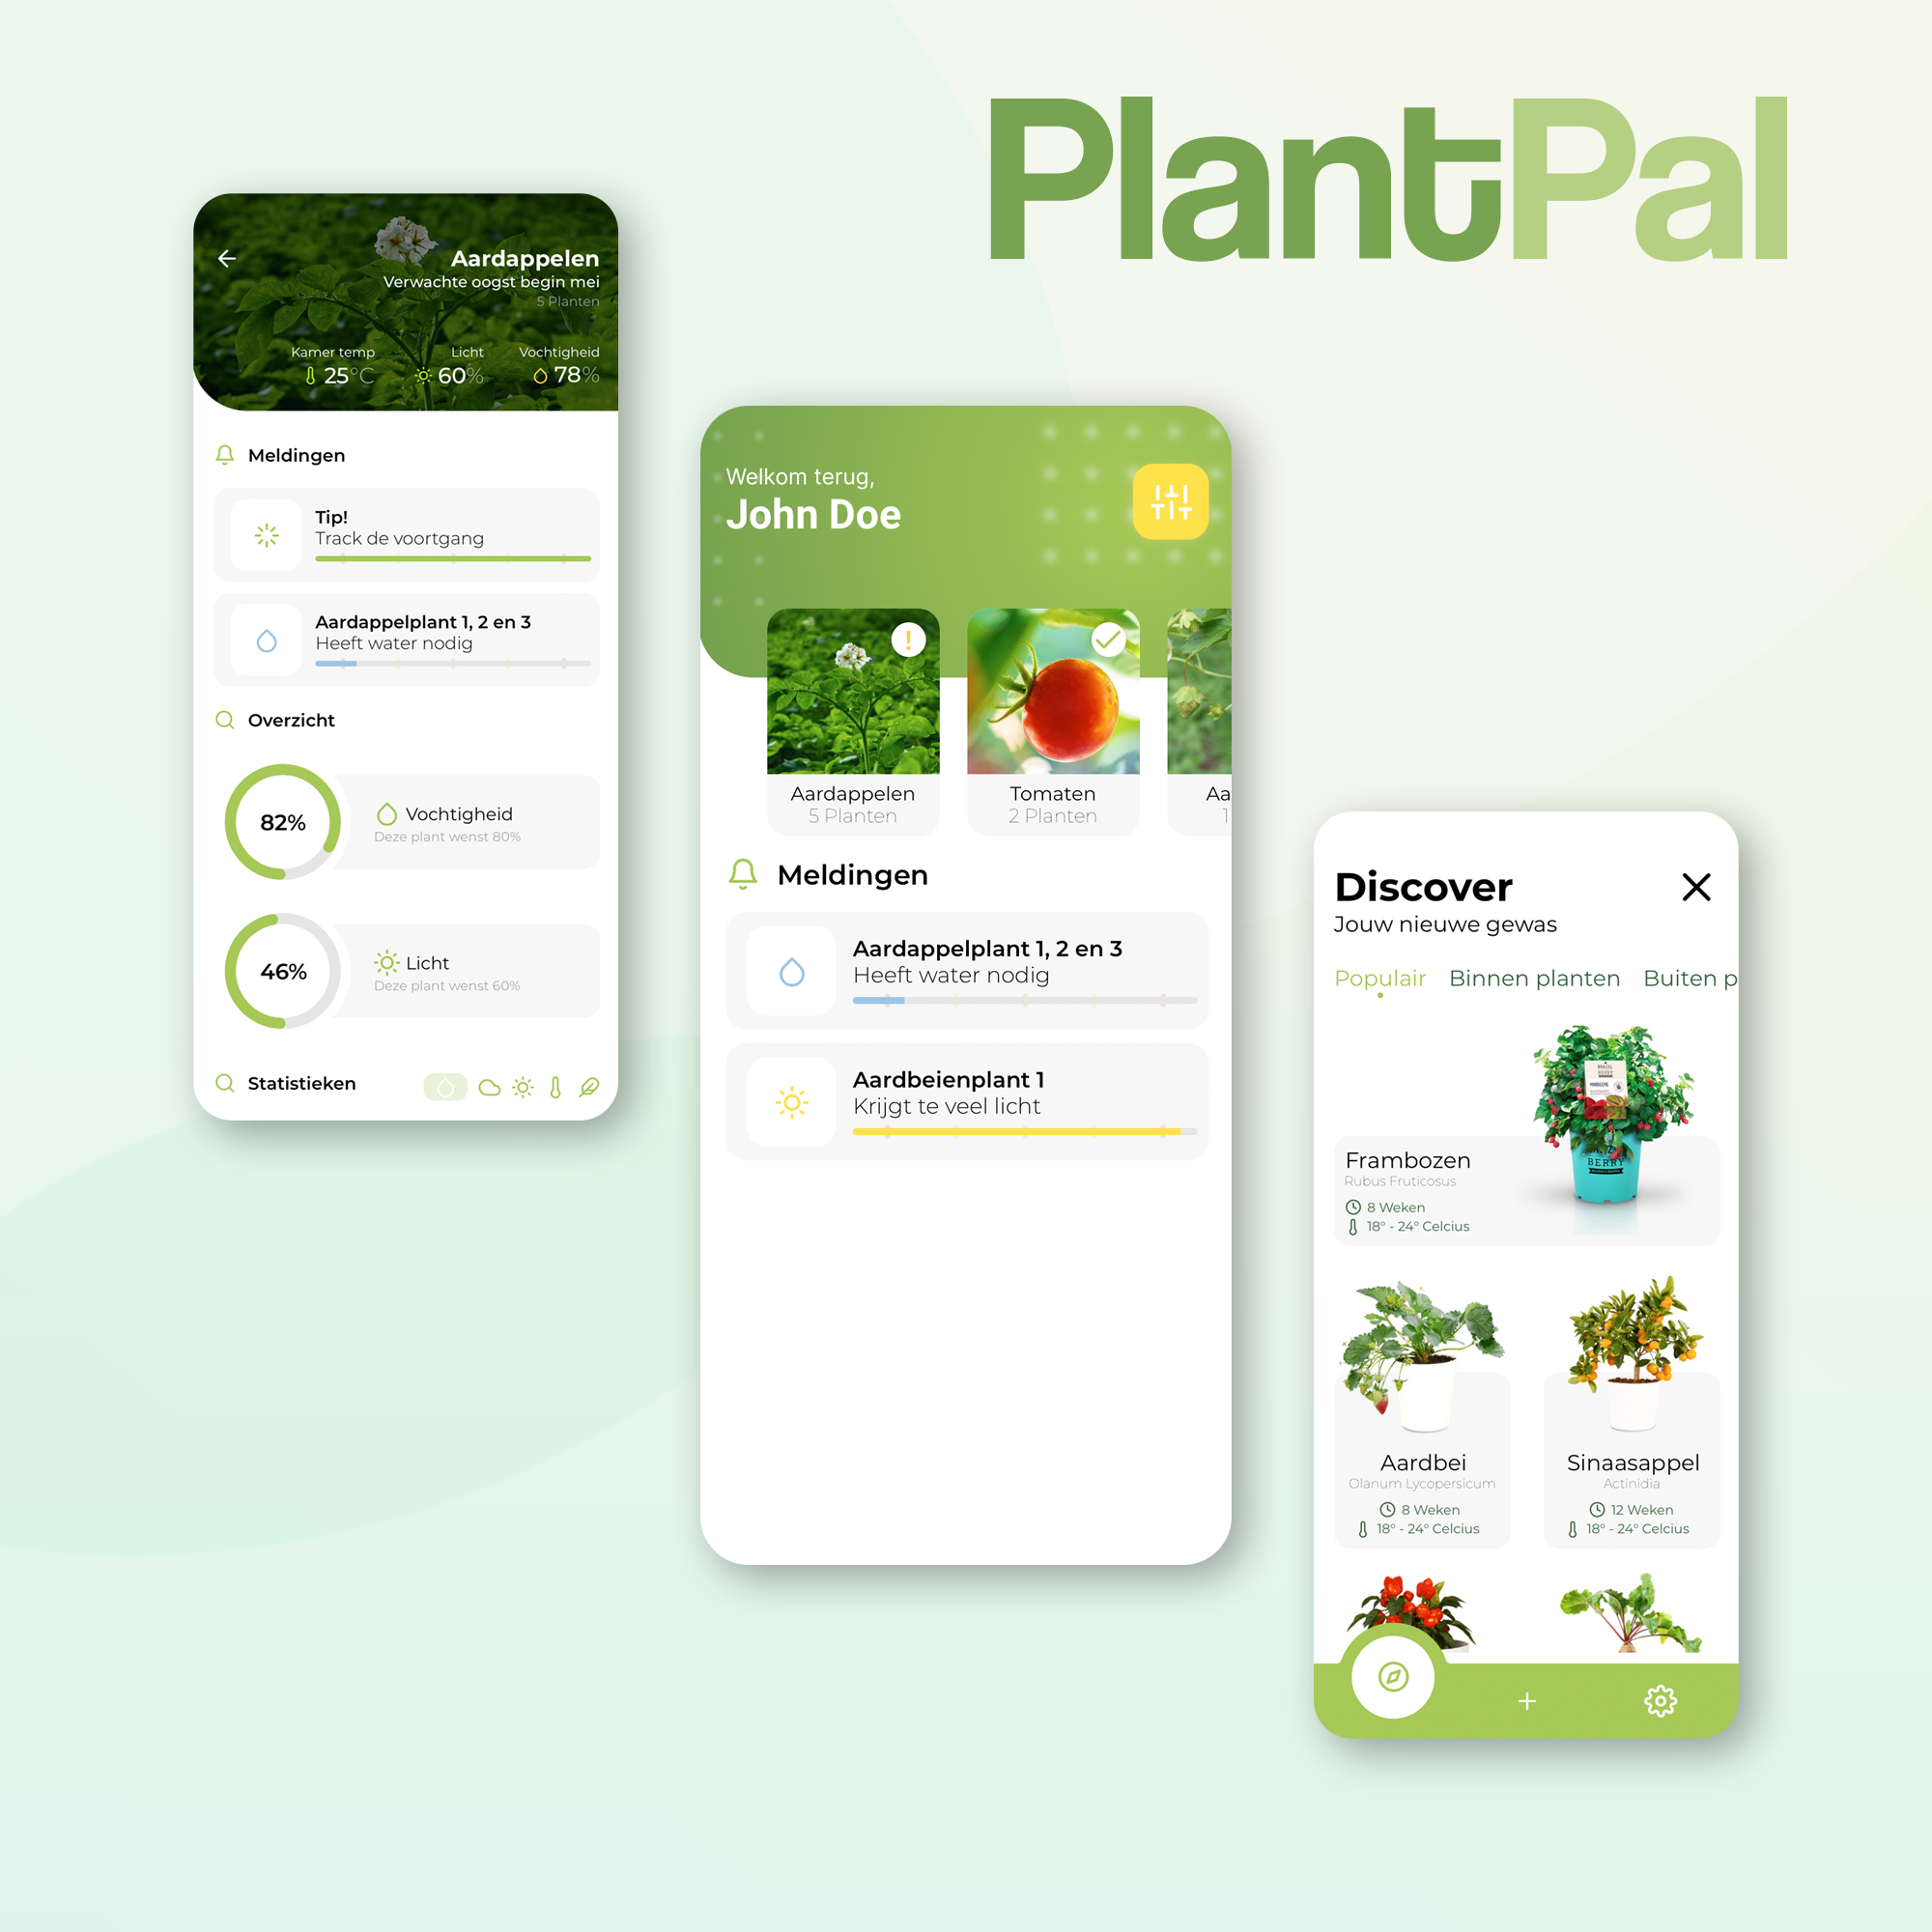 PlantPal
Aardappelen
Verwachte oogst begin mei
5 Planten
Kamer temp
25°C
Licht
60%
Vochtigheid
78%
Meldingen
Tip!
Track de voortgang
Aardappelplant 1, 2 en 3
Heeft water nodig
Overzicht
82%
Vochtigheid
Deze plant wenst 80%
46%
Licht
Deze plant wenst 60%
Statistieken
Welkom terug,
John Doe
!
Aardappelen
5 Planten
Tomaten
2 Planten
Aa
1
Meldingen
Aardappelplant 1, 2 en 3
Heeft water nodig
Aardbeienplant 1
Krijgt te veel licht
Discover
Jouw nieuwe gewas
Populair Binnen planten Buiten p
BERRY
Frambozen
Rubus Fruticosus
8 Weken
18° - 24° Celcius
Aardbei
Olanum Lycopersicum
8 Weken
18° - 24° Celcius
Sinaasappel
Actinidia
12 Weken
18° - 24° Celcius